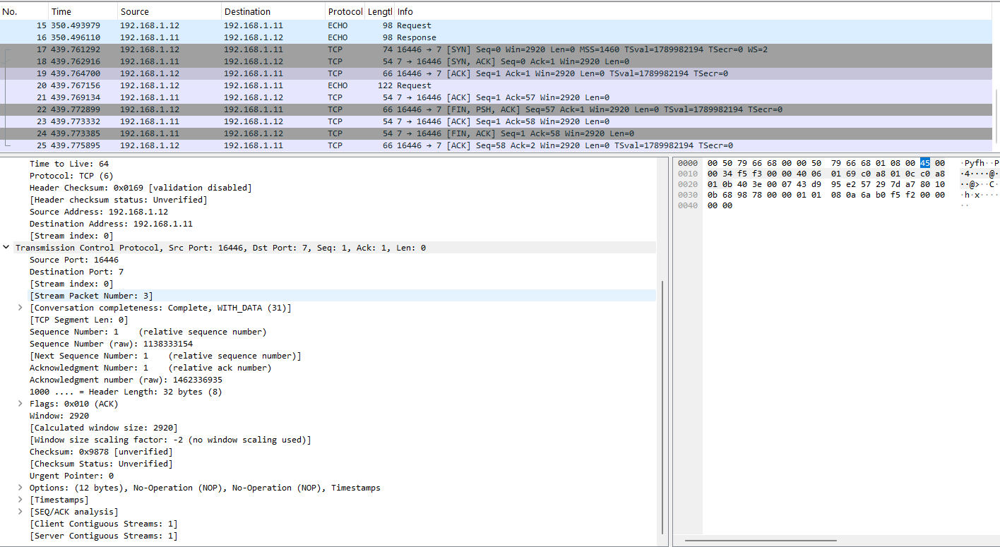 No. Time Source Destination Protocol Lengtl Info
15 350.493979 192.168.1.12 192.168.1.11 ECHO 98 Request
16 350.496110 192.168.1.11 192.168.1.12 ECHO 98 Response
17 439.761292 192.168.1.12 192.168.1.11 TCP 74 16446 → 7 [SYN] Seq=0 Win=2920 Len=0 MSS=1460 TSval=1789982194 TSecr=0 WS=2
18 439.762916 192.168.1.11 192.168.1.12 TCP 54 7 → 16446 [SYN, ACK] Seq=0 Ack=1 Win=2920 Len=0
19 439.764700 192.168.1.12 192.168.1.11 TCP 66 16446 → 7 [ACK] Seq=1 Ack=1 Win=2920 Len=0 TSval=1789982194 TSecr=0
20 439.767156 192.168.1.12 192.168.1.11 ECHO 122 Request
21 439.769134 192.168.1.11 192.168.1.12 TCP 54 7 → 16446 [ACK] Seq=1 Ack=57 Win=2920 Len=0
22 439.772899 192.168.1.12 192.168.1.11 TCP 66 16446 → 7 [FIN, PSH, ACK] Seq=57 Ack=1 Win=2920 Len=0 TSval=1789982194 TSecr=0
23 439.773332 192.168.1.11 192.168.1.12 TCP 54 7 → 16446 [ACK] Seq=1 Ack=58 Win=2920 Len=0
24 439.773385 192.168.1.11 192.168.1.12 TCP 54 7 → 16446 [FIN, ACK] Seq=1 Ack=58 Win=2920 Len=0
25 439.775895 192.168.1.12 192.168.1.11 TCP 66 16446 → 7 [ACK] Seq=58 Ack=2 Win=2920 Len=0 TSval=1789982194 TSecr=0
Time to Live: 64
Protocol: TCP (6)
Header Checksum: 0x0169 [validation disabled]
[Header checksum status: Unverified]
Source Address: 192.168.1.12
Destination Address: 192.168.1.11
[Stream index: 0]
Transmission Control Protocol, Src Port: 16446, Dst Port: 7, Seq: 1, Ack: 1, Len: 0
Source Port: 16446
Destination Port: 7
[Stream index: 0]
[Stream Packet Number: 3]
[Conversation completeness: Complete, WITH_DATA (31)]
[TCP Segment Len: 0]
Sequence Number: 1 (relative sequence number)
Sequence Number (raw): 1138333154
[Next Sequence Number: 1 (relative sequence number)]
Acknowledgment Number: 1 (relative ack number)
Acknowledgment number (raw): 1462336935
1000 .... = Header Length: 32 bytes (8)
Flags: 0x010 (ACK)
Window: 2920
[Calculated window size: 2920]
[Window size scaling factor: -2 (no window scaling used)]
Checksum: 0x9878 [unverified]
[Checksum Status: Unverified]
Urgent Pointer: 0
Options: (12 bytes), No-Operation (NOP), No-Operation (NOP), Timestamps
[Timestamps]
[SEQ/ACK analysis]
[Client Contiguous Streams: 1]
[Server Contiguous Streams: 1]
0000 00 50 79 66 68 00 00 50 79 66 68 01 08 00 45 00 ·Pyfh··P
0010 00 34 f5 f3 00 00 40 06 01 69 c0 a8 01 0c c0 a8 ·4····@·
0020 01 0b 40 3e 00 07 43 d9 95 e2 57 29 7d a7 80 10 ··@>··C·
0030 0b 68 98 78 00 00 01 01 08 0a 6a b0 f5 f2 00 00 ·h·x····
0040 00 00 ··